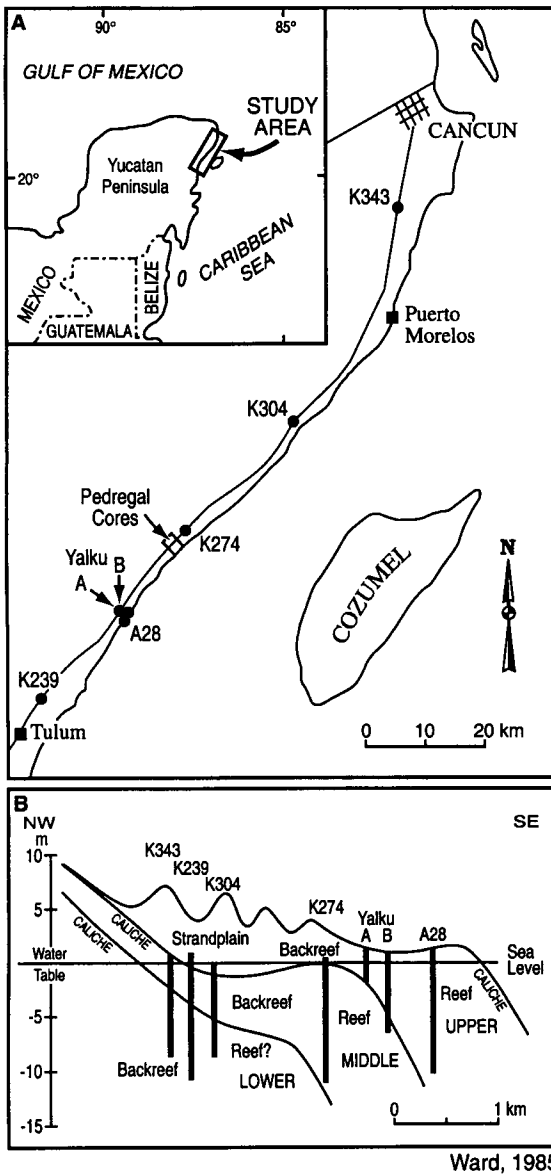 A
90°
85°
GULF OF MEXICO
STUDY
AREA
Yucatan
Peninsula
20°
CARIBBEAN
SEA
MEXICO
BELIZE
GUATEMALA
CANCUN
K343
Puerto
Morelos
K304
Pedregal
Cores
K274
Yalku
A
B
A28
K239
Tulum
COZUMEL
N
0 10 20 km
B
NW
SE
m
10
5
Water
Table
-5
-10
-15
K343
K239
K304
K274
Yalku
A
B
A28
CALICHE
CALICHE
Strandplain
Backreef
Sea
Level
Backreef
Reef
Reef
CALICHE
UPPER
Reef?
MIDDLE
Backreef
LOWER
0 1 km
Ward, 1985